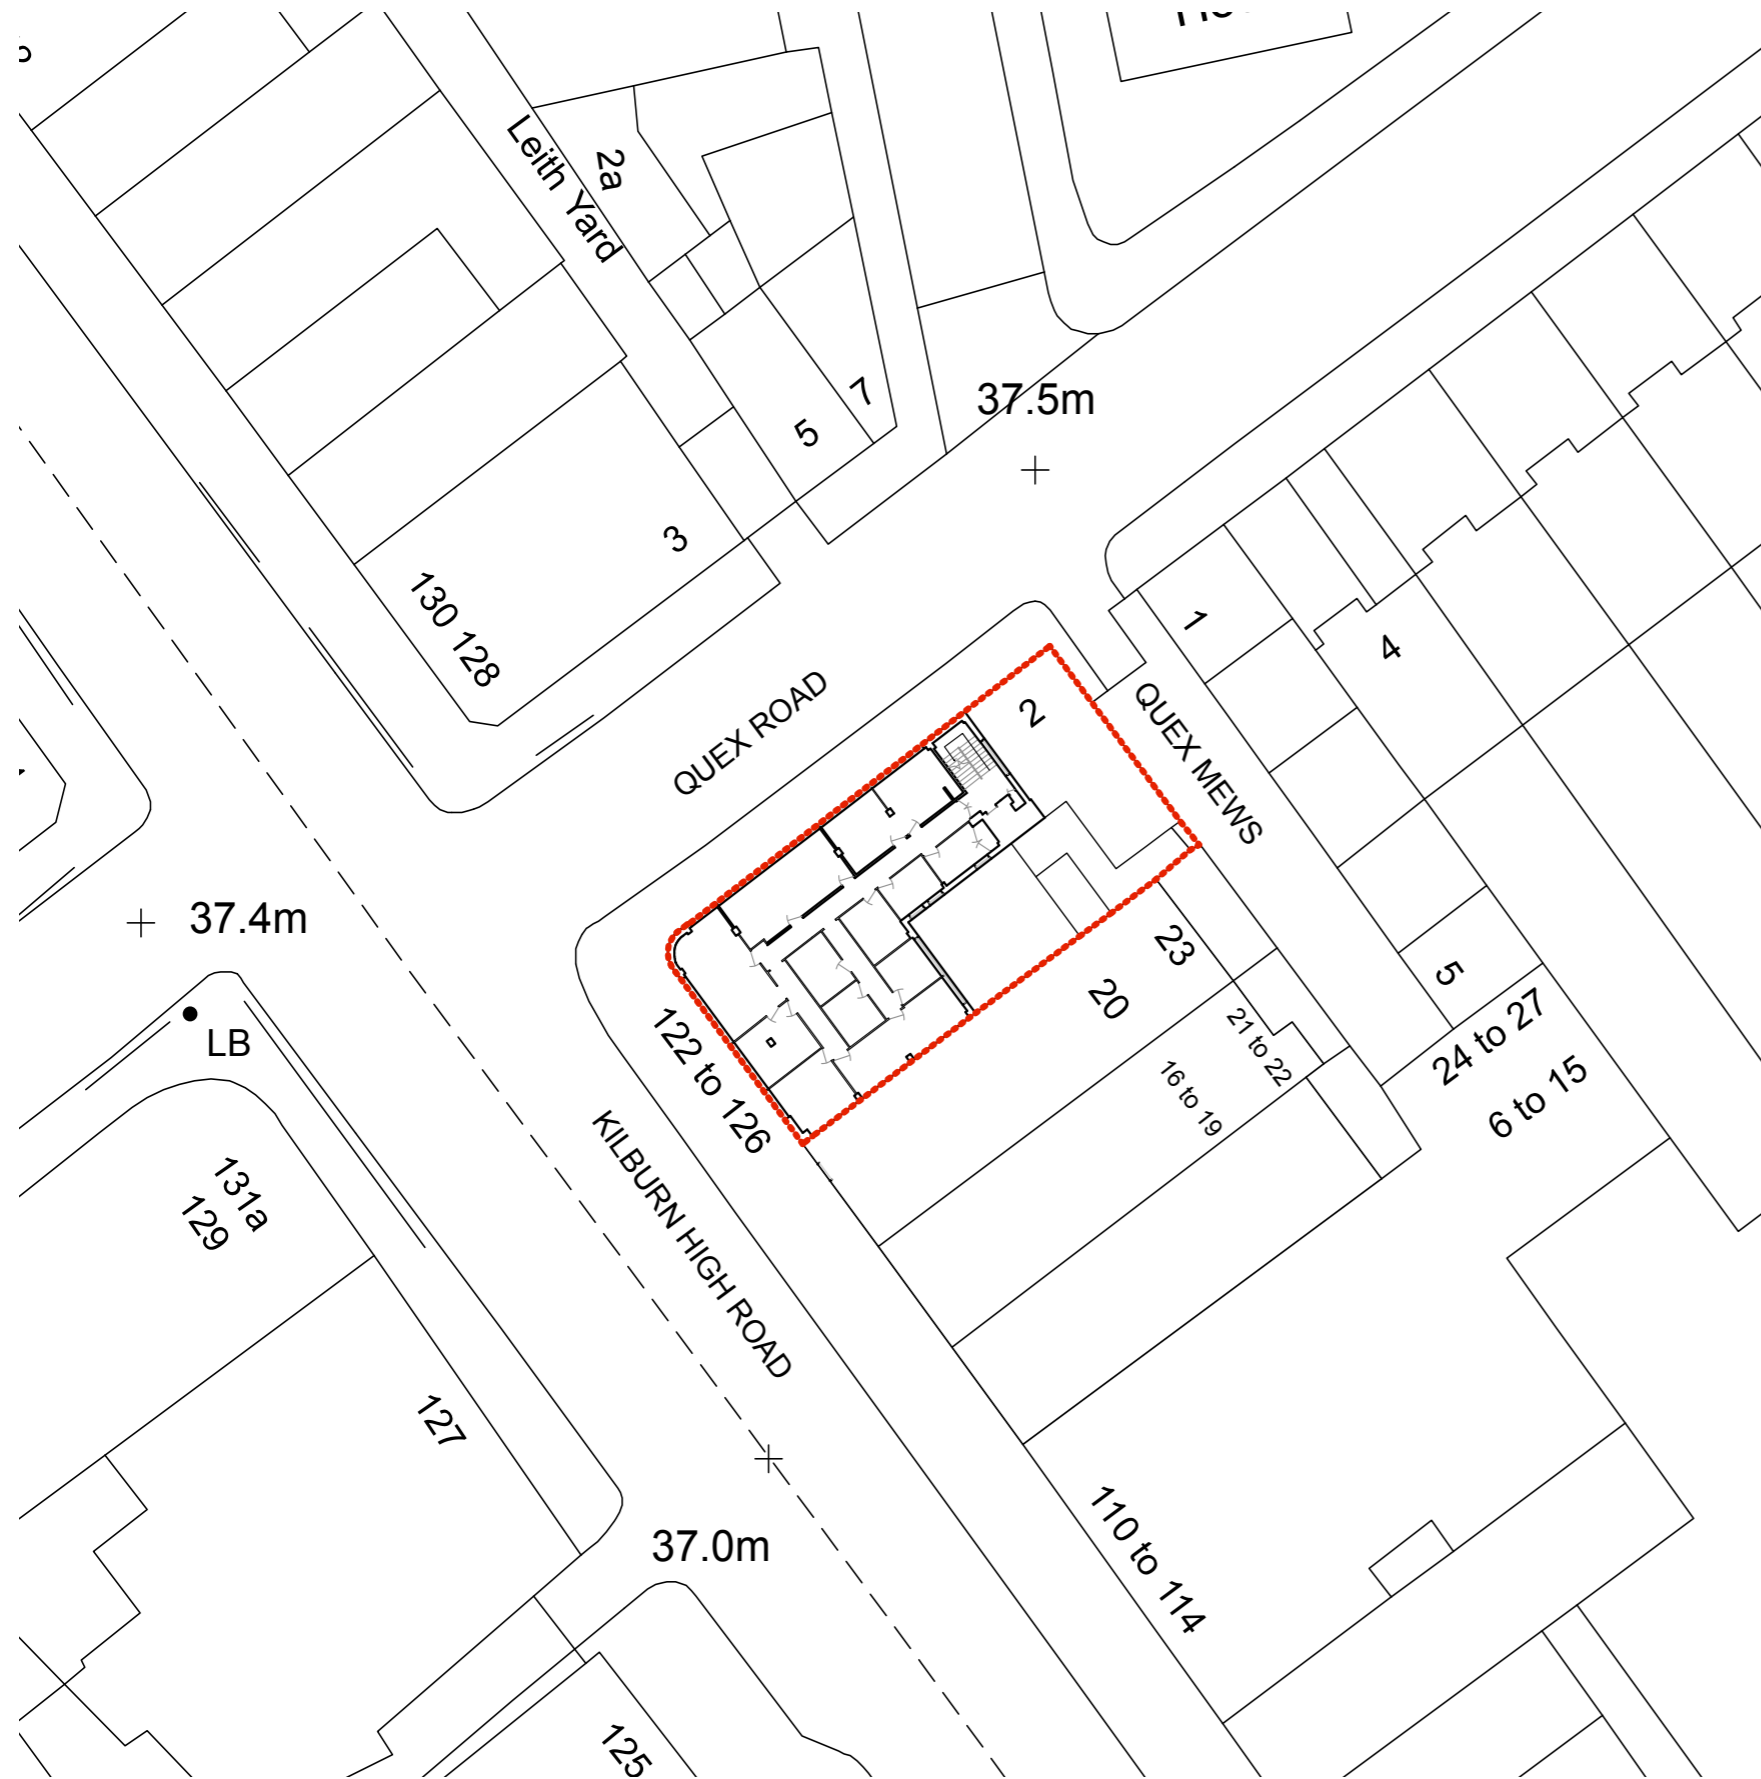 Leith Yard
2a
37.5m
7
5
3
130 128
1
4
QUEX ROAD
2
QUEX MEWS
37.4m
LB
122 to 126
23
20
5
21 to 22
24 to 27
16 to 19
6 to 15
KILBURN HIGH ROAD
131a
129
127
37.0m
110 to 114
125